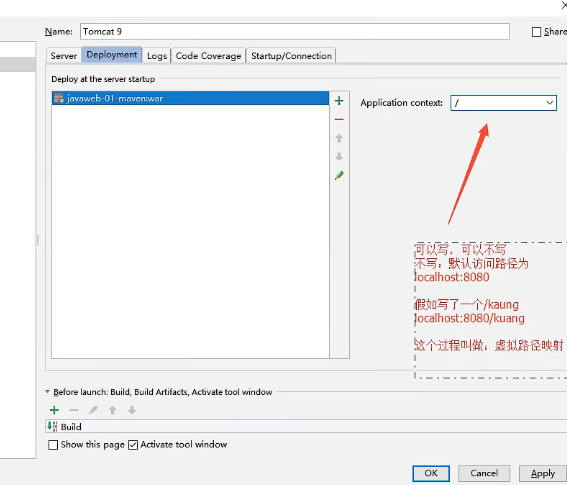 Name:
Tomcat 9
Share
Server
Deployment
Logs
Code Coverage
Startup/Connection
Deploy at the server startup
javaweb-01-maven:war
Application context:
/
可以写，可以不写
不写：默认访问路径为
localhost:8080
假如写了一个/kaung
localhost:8080/kuang
这个过程叫做：虚拟路径映射
Before launch: Build, Build Artifacts, Activate tool window
Build
Show this page
Activate tool window
OK
Cancel
Apply